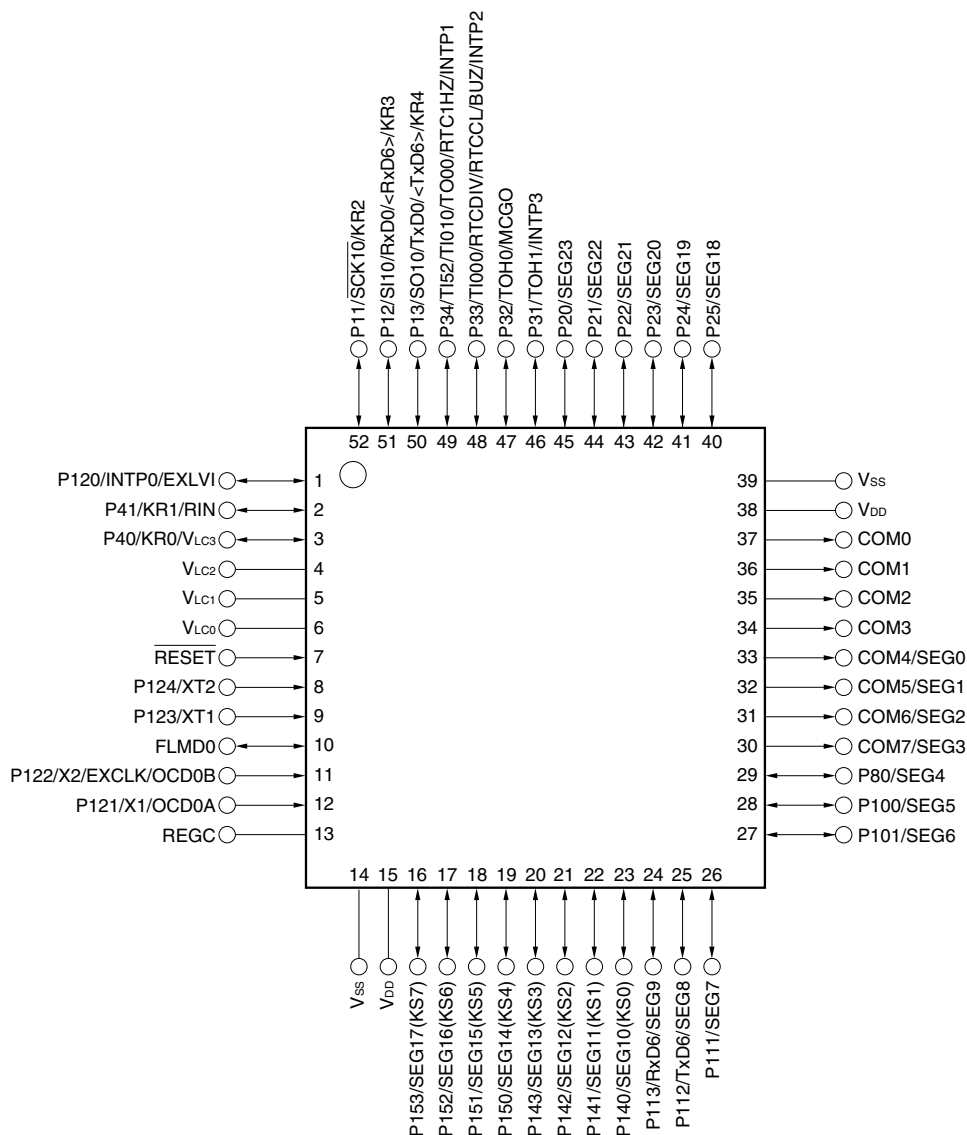 P11/SCK10/KR2
P12/SI10/RxD0/<RxD6>/KR3
P13/SO10/TxD0/<TxD6>/KR4
P34/TI52/TI010/TO00/RTC1HZ/INTP1
P33/TI000/RTCDIV/RTCCL/BUZ/INTP2
P32/TOH0/MCGO
P31/TOH1/INTP3
P20/SEG23
P21/SEG22
P22/SEG21
P23/SEG20
P24/SEG19
P25/SEG18
52 51 50 49 48 47 46 45 44 43 42 41 40
P120/INTP0/EXLVI 1
P41/KR1/RIN 2
P40/KR0/VLC3 3
VLC2 4
VLC1 5
VLC0 6
RESET 7
P124/XT2 8
P123/XT1 9
FLMD0 10
P122/X2/EXCLK/OCD0B 11
P121/X1/OCD0A 12
REGC 13
39 VSS
38 VDD
37 COM0
36 COM1
35 COM2
34 COM3
33 COM4/SEG0
32 COM5/SEG1
31 COM6/SEG2
30 COM7/SEG3
29 P80/SEG4
28 P100/SEG5
27 P101/SEG6
14 15 16 17 18 19 20 21 22 23 24 25 26
VSS
VDD
P153/SEG17(KS7)
P152/SEG16(KS6)
P151/SEG15(KS5)
P150/SEG14(KS4)
P143/SEG13(KS3)
P142/SEG12(KS2)
P141/SEG11(KS1)
P140/SEG10(KS0)
P113/RxD6/SEG9
P112/TxD6/SEG8
P111/SEG7